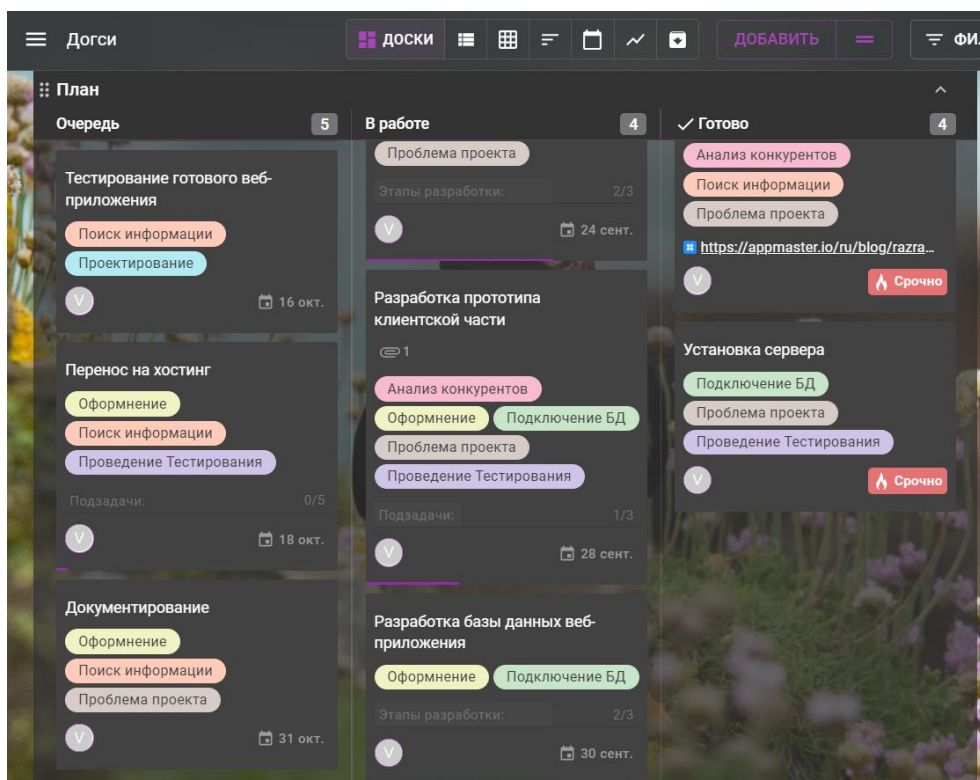 Догси
ДОСКИ
ДОБАВИТЬ
ФИ
План
Очередь 5
Тестирование готового веб-
приложения
Поиск информации
Проектирование
V 16 окт.
Перенос на хостинг
Оформнение
Поиск информации
Проведение Тестирования
Подзадачи: 0/5
V 18 окт.
Документирование
Оформнение
Поиск информации
Проблема проекта
V 31 окт.
В работе 4
Проблема проекта
Этапы разработки: 2/3
V 24 сент.
Разработка прототипа
клиентской части
1
Анализ конкурентов
Оформнение Подключение БД
Проблема проекта
Проведение Тестирования
Подзадачи: 1/3
V 28 сент.
Разработка базы данных веб-
приложения
Оформнение Подключение БД
Этапы разработки: 2/3
V 30 сент.
Готово 4
Анализ конкурентов
Поиск информации
Проблема проекта
https://appmaster.io/ru/blog/razra...
V Срочно
Установка сервера
Подключение БД
Проблема проекта
Проведение Тестирования
V Срочно